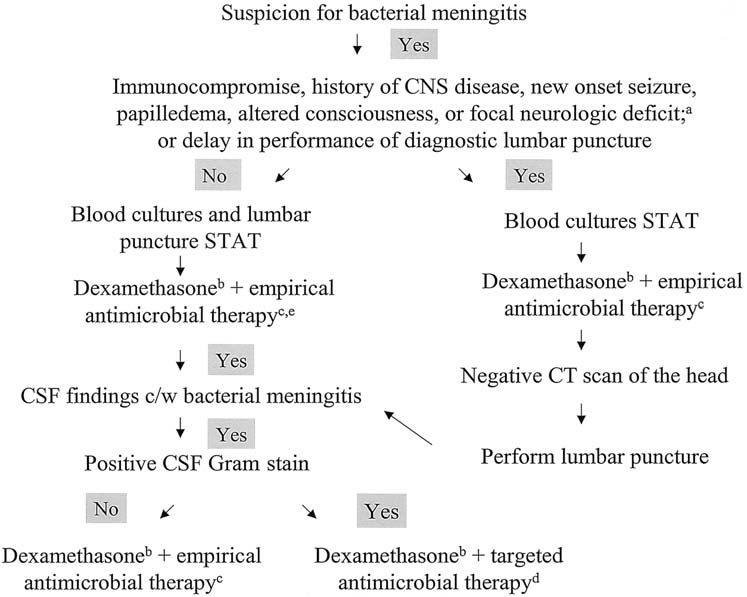 Suspicion for bacterial meningitis
Yes
Immunocompromise, history of CNS disease, new onset seizure,
papilledema, altered consciousness, or focal neurologic deficit;ᵃ
or delay in performance of diagnostic lumbar puncture
No
Yes
Blood cultures and lumbar
puncture STAT
Blood cultures STAT
Dexamethasoneᵇ + empirical
antimicrobial therapyᶜ,ᵉ
Dexamethasoneᵇ + empirical
antimicrobial therapyᶜ
Yes
Negative CT scan of the head
CSF findings c/w bacterial meningitis
Yes
Perform lumbar puncture
Positive CSF Gram stain
No
Yes
Dexamethasoneᵇ + empirical
antimicrobial therapyᶜ
Dexamethasoneᵇ + targeted
antimicrobial therapyᵈ